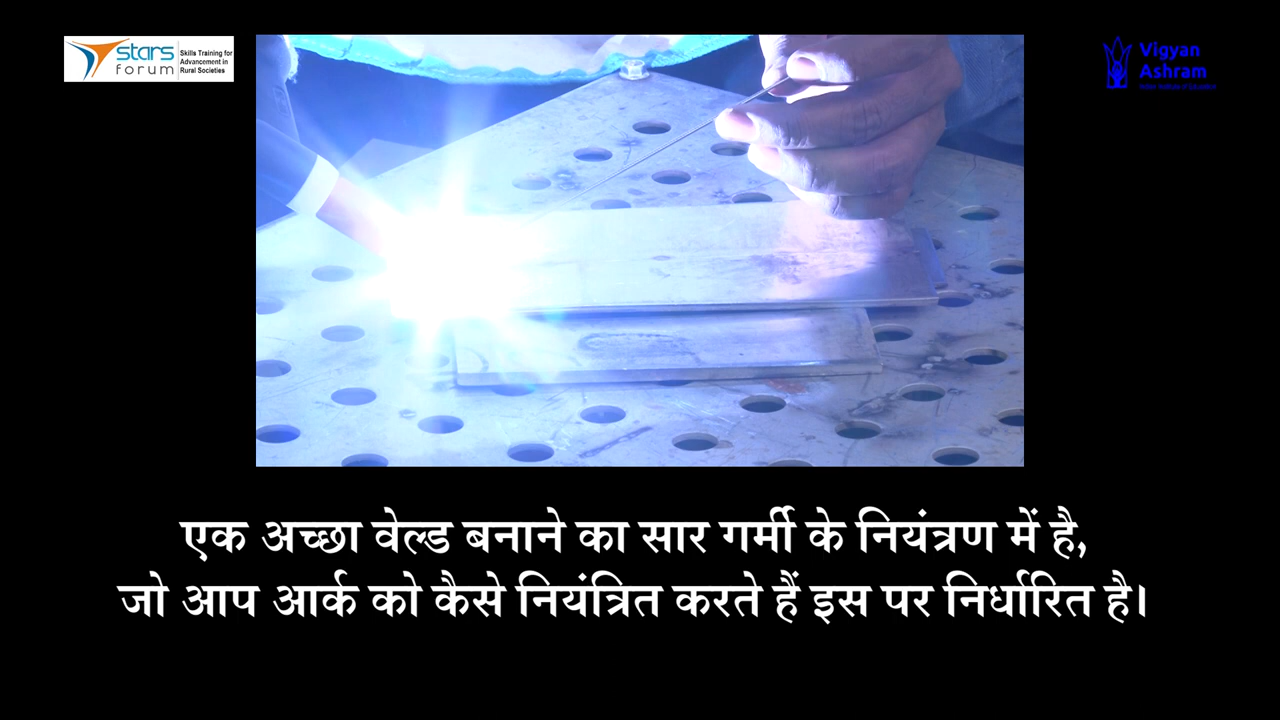 stars
forum
Skills Training for
Advancement in
Rural Societies
Vigyan
Ashram
एक अच्छा वेल्ड बनाने का सार गर्मी के नियंत्रण में है,
जो आप आर्क को कैसे नियंत्रित करते हैं इस पर निर्धारित है।